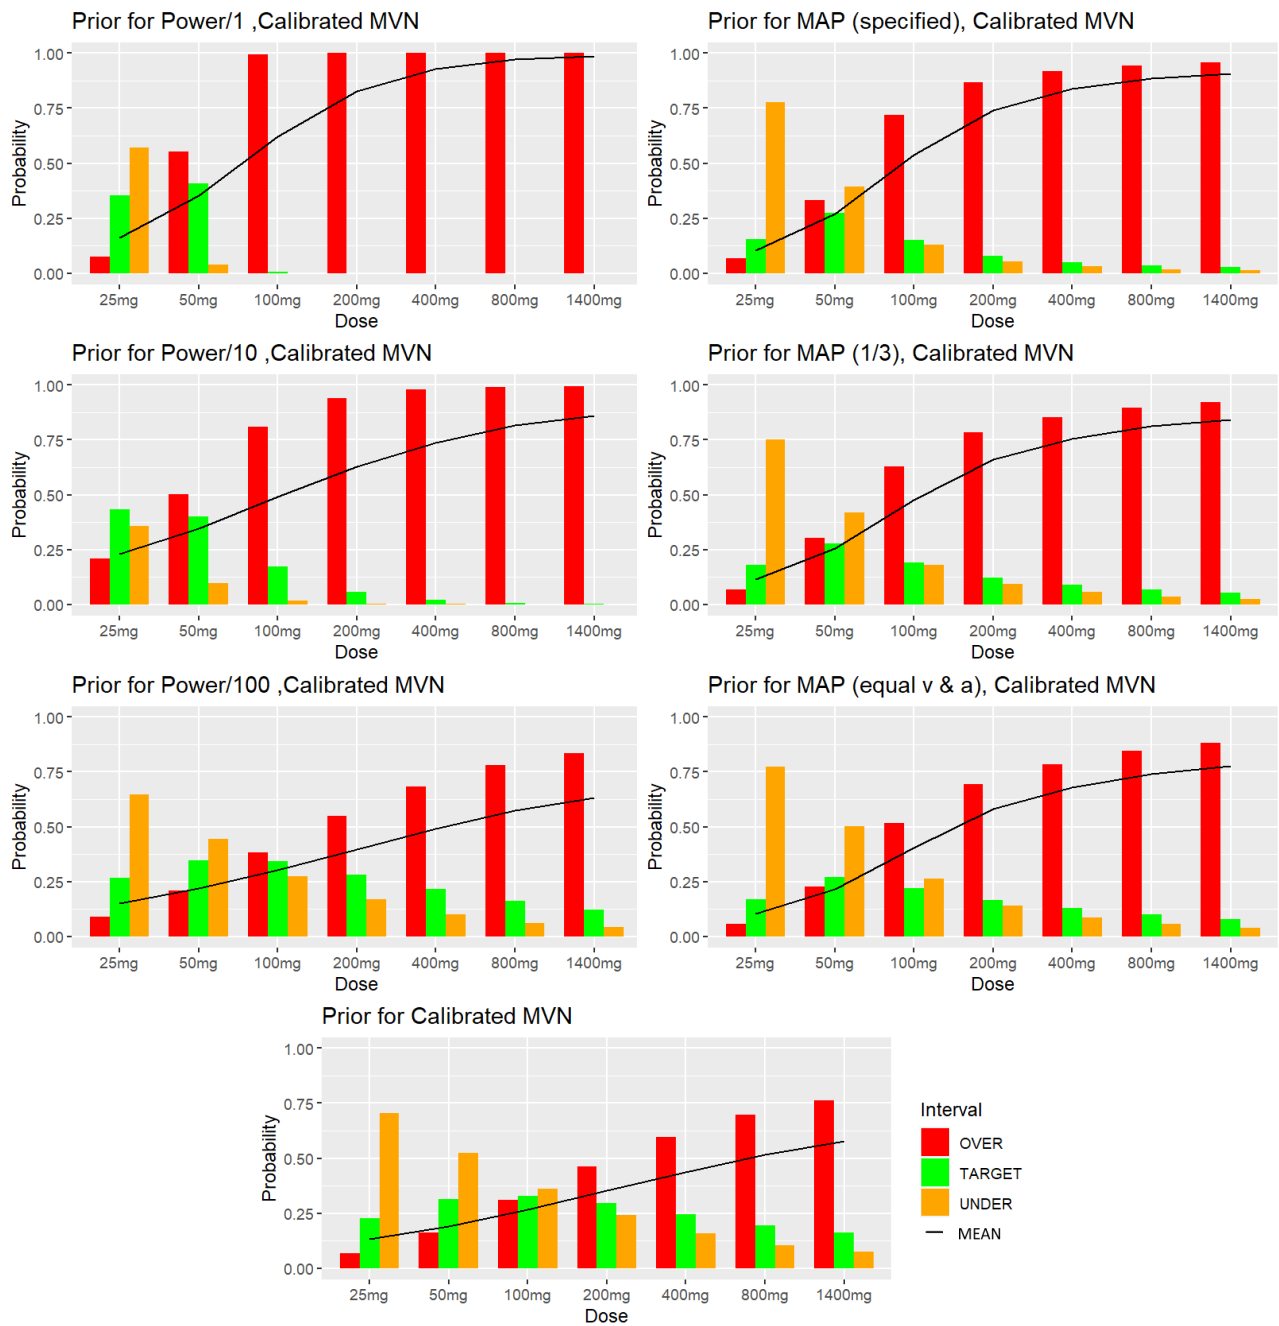 Prior for Power/1 ,Calibrated MVN
Probability
1.00
0.75
0.50
0.25
0.00
25mg 50mg 100mg 200mg 400mg 800mg 1400mg
Dose
Prior for MAP (specified), Calibrated MVN
Probability
1.00
0.75
0.50
0.25
0.00
25mg 50mg 100mg 200mg 400mg 800mg 1400mg
Dose
Prior for Power/10 ,Calibrated MVN
Probability
1.00
0.75
0.50
0.25
0.00
25mg 50mg 100mg 200mg 400mg 800mg 1400mg
Dose
Prior for MAP (1/3), Calibrated MVN
Probability
1.00
0.75
0.50
0.25
0.00
25mg 50mg 100mg 200mg 400mg 800mg 1400mg
Dose
Prior for Power/100 ,Calibrated MVN
Probability
1.00
0.75
0.50
0.25
0.00
25mg 50mg 100mg 200mg 400mg 800mg 1400mg
Dose
Prior for MAP (equal v & a), Calibrated MVN
Probability
1.00
0.75
0.50
0.25
0.00
25mg 50mg 100mg 200mg 400mg 800mg 1400mg
Dose
Prior for Calibrated MVN
Probability
1.00
0.75
0.50
0.25
0.00
25mg 50mg 100mg 200mg 400mg 800mg 1400mg
Dose
Interval
OVER
TARGET
UNDER
MEAN